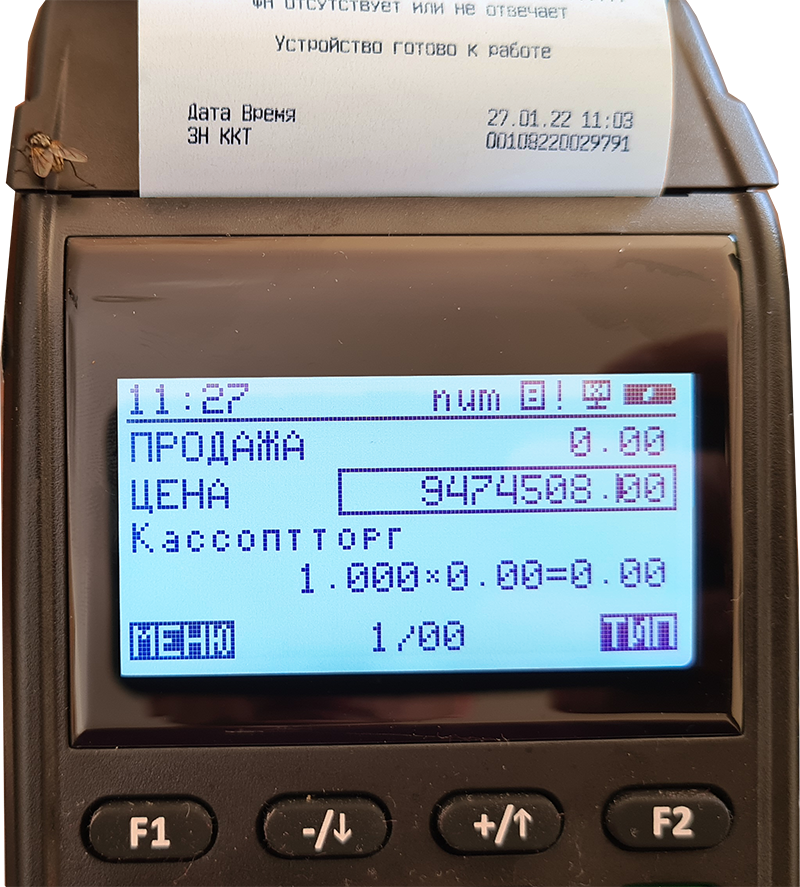 ФН отсутствует или не отвечает
Устройство готово к работе
Дата Время 27.01.22 11:03
ЗН ККТ 00108220029791
11:27 num !
ПРОДАЖА 0.00
ЦЕНА 9474508.00
Кассоптторг
1.000×0.00=0.00
МЕНЮ 1/00 ТИП
F1 -/↓ +/↑ F2